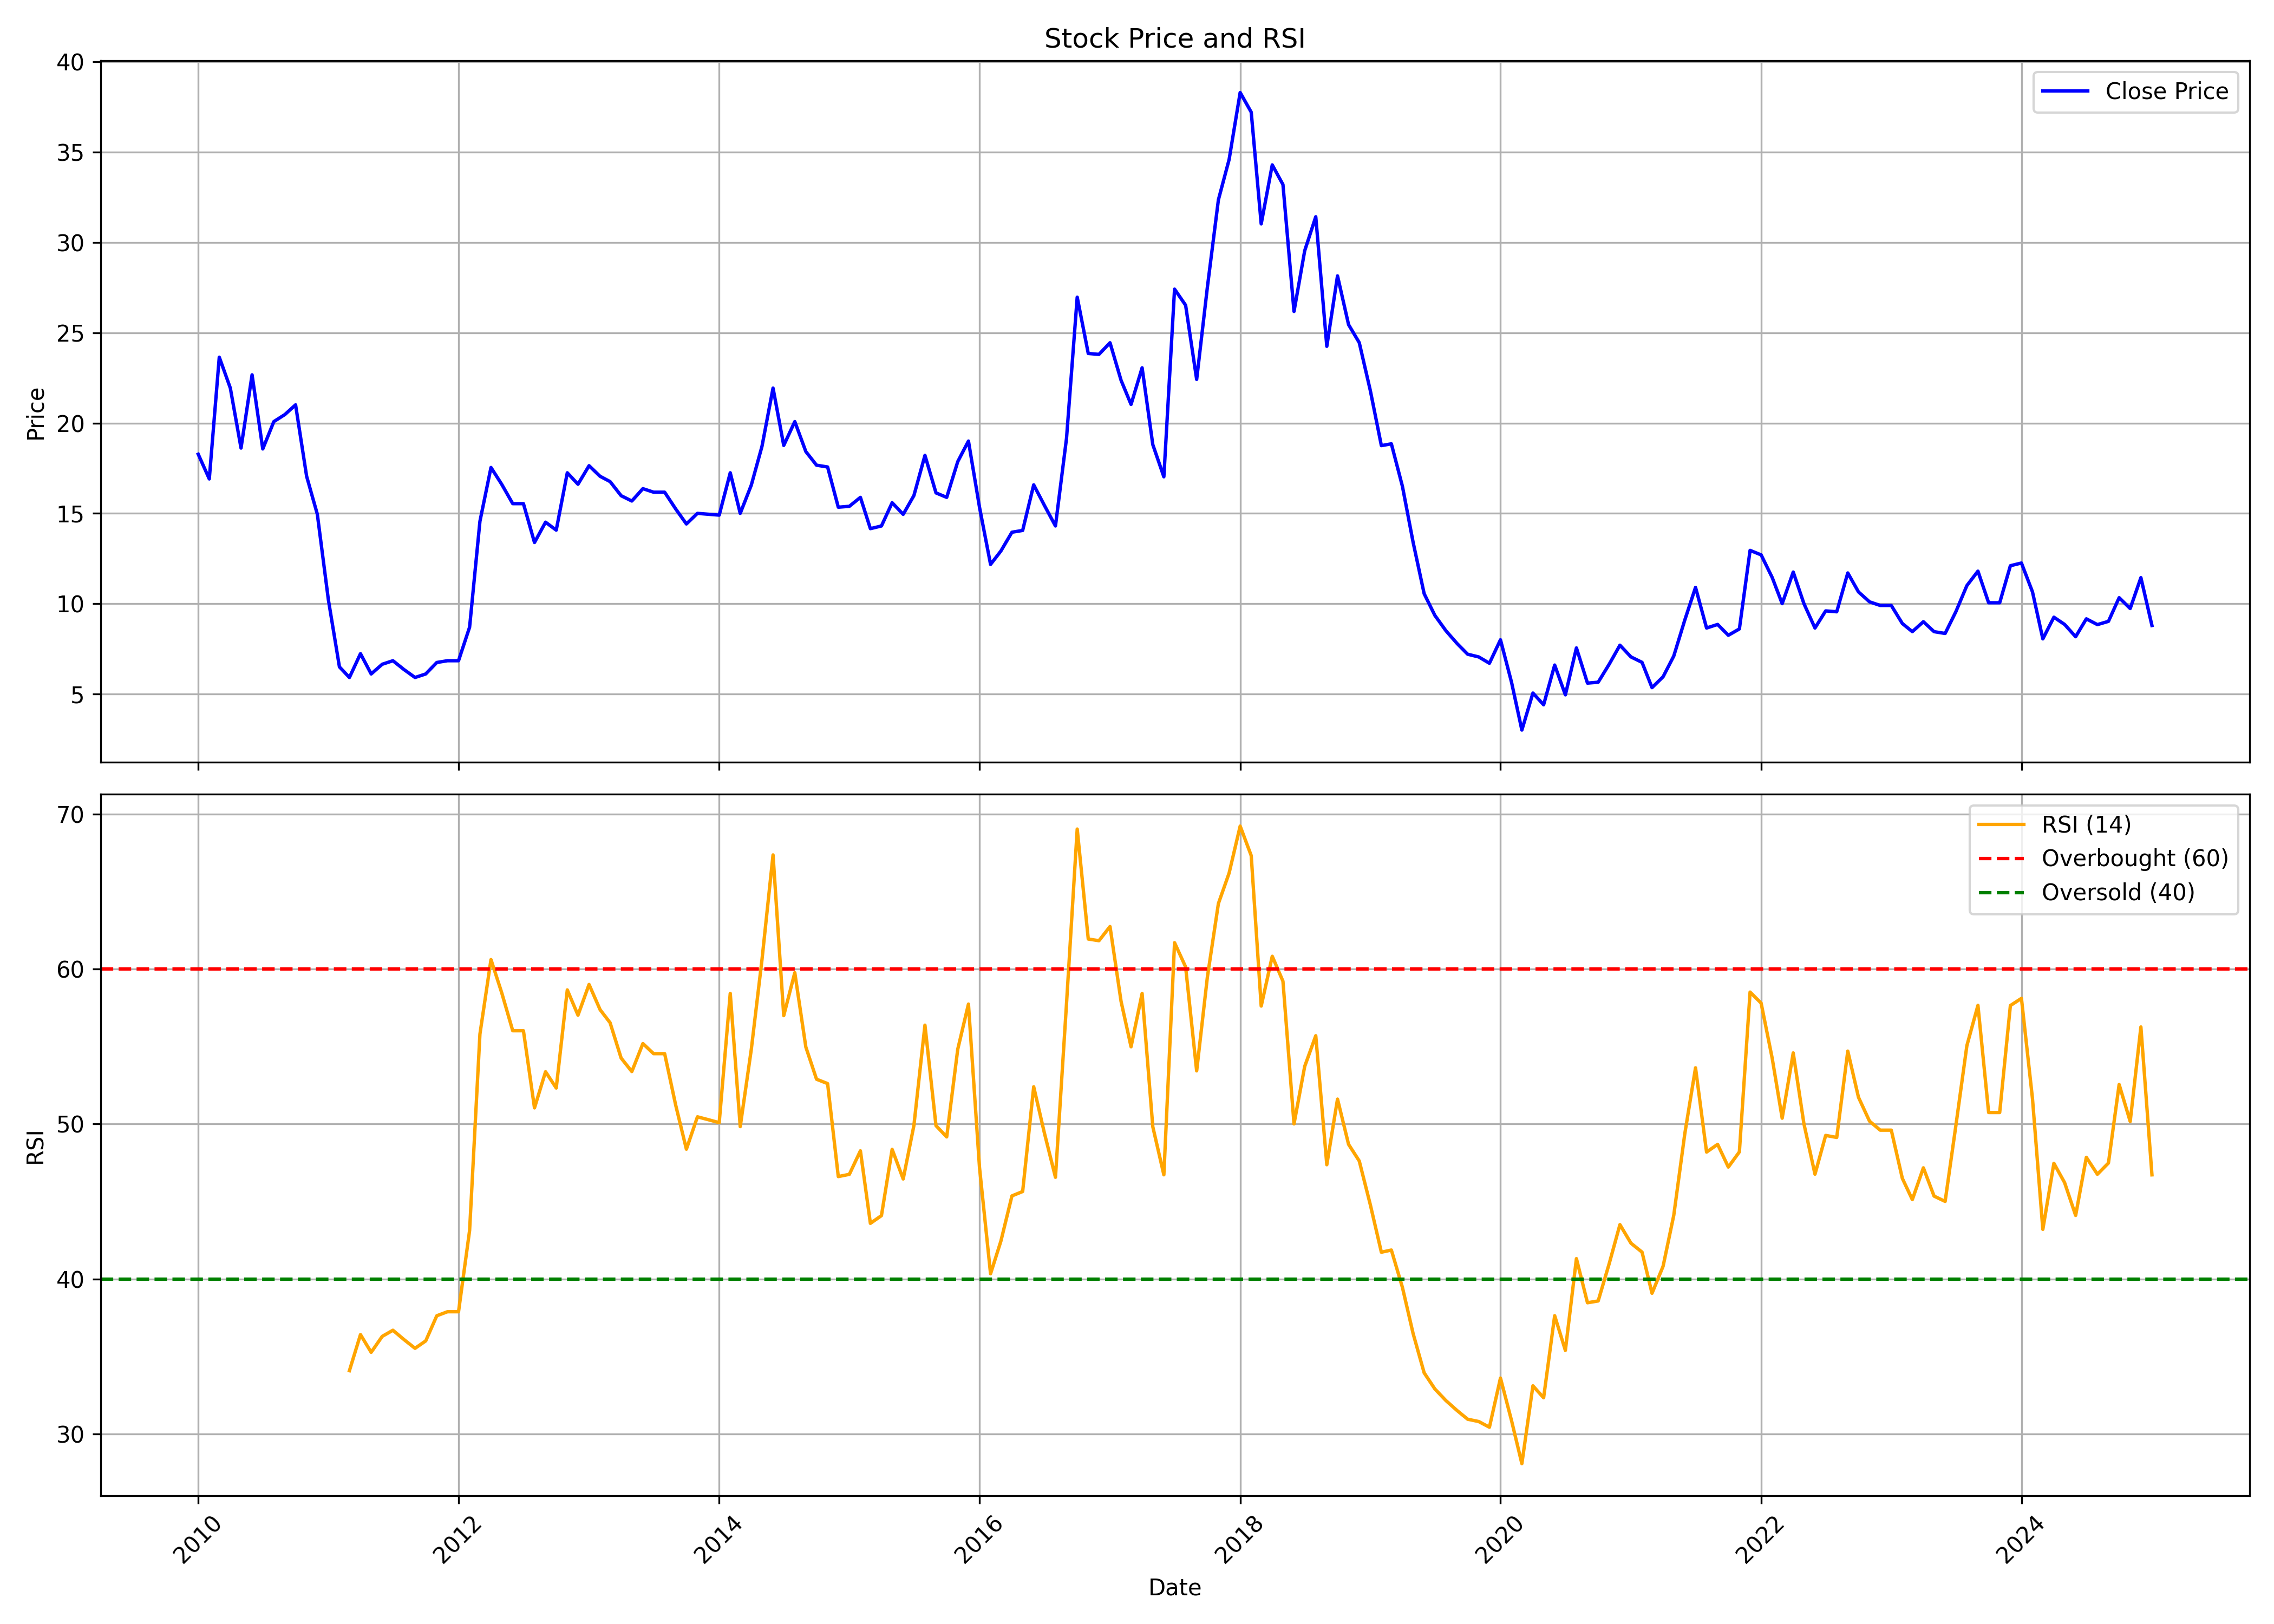 Stock Price and RSI
40
35
30
25
20
15
10
5
Price
Close Price
70
60
50
40
30
RSI
RSI (14)
Overbought (60)
Oversold (40)
2010
2012
2014
2016
2018
2020
2022
2024
Date